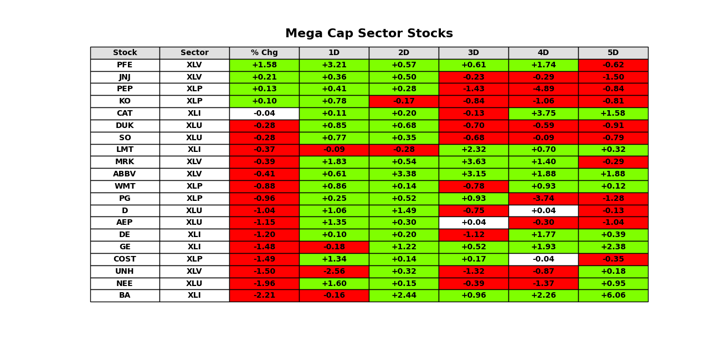 Mega Cap Sector Stocks
Stock Sector % Chg 1D 2D 3D 4D 5D
PFE XLV +1.58 +3.21 +0.57 +0.61 +1.74 -0.62
JNJ XLV +0.21 +0.36 +0.50 -0.23 -0.29 -1.50
PEP XLP +0.13 +0.41 +0.28 -1.43 -4.89 -0.84
KO XLP +0.10 +0.78 -0.17 -0.84 -1.06 -0.81
CAT XLI -0.04 +0.11 +0.20 -0.13 +3.75 +1.58
DUK XLU -0.28 +0.85 +0.68 -0.70 -0.59 -0.91
SO XLU -0.28 +0.77 +0.35 -0.68 -0.09 -0.79
LMT XLI -0.37 -0.09 -0.28 +2.32 +0.70 +0.32
MRK XLV -0.39 +1.83 +0.54 +3.63 +1.40 -0.29
ABBV XLV -0.41 +0.61 +3.38 +3.15 +1.88 +1.88
WMT XLP -0.88 +0.86 +0.14 -0.78 +0.93 +0.12
PG XLP -0.96 +0.25 +0.52 +0.93 -3.74 -1.28
D XLU -1.04 +1.06 +1.49 -0.75 +0.04 -0.13
AEP XLU -1.15 +1.35 +0.30 +0.04 -0.30 -1.04
DE XLI -1.20 +0.10 +0.20 -1.12 +1.77 +0.39
GE XLI -1.48 -0.18 +1.22 +0.52 +1.93 +2.38
COST XLP -1.49 +1.34 +0.14 +0.17 -0.04 -0.35
UNH XLV -1.50 -2.56 +0.32 -1.32 -0.87 +0.18
NEE XLU -1.96 +1.60 +0.15 -0.39 -1.37 +0.95
BA XLI -2.21 -0.16 +2.44 +0.96 +2.26 +6.06